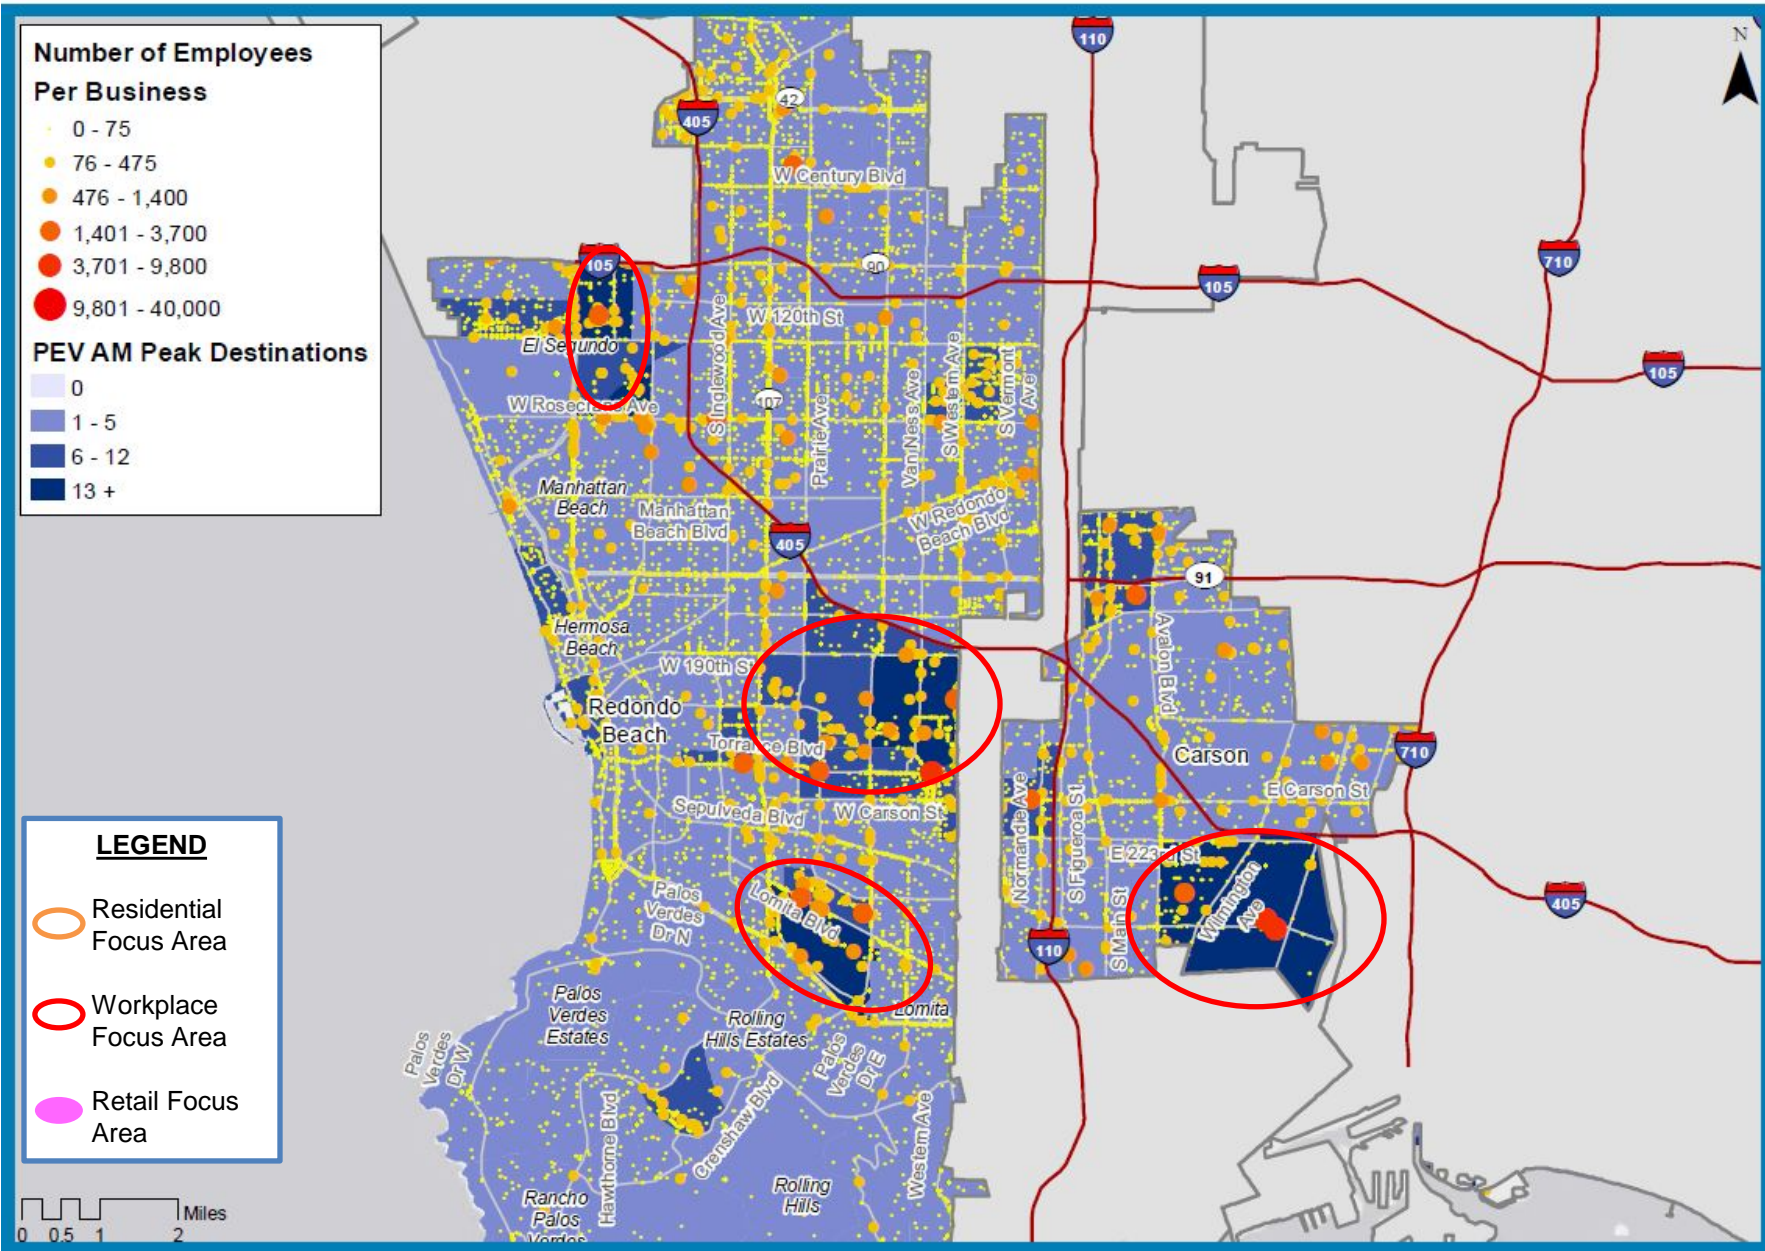 Number of Employees
Per Business
0 - 75
76 - 475
476 - 1,400
1,401 - 3,700
3,701 - 9,800
9,801 - 40,000
PEV AM Peak Destinations
0
1 - 5
6 - 12
13 +
LEGEND
Residential
Focus Area
Workplace
Focus Area
Retail Focus
Area
Miles
0 0.5 1 2
N
110
42
405
W Century Blvd
710
105
90
105
W 120th St
El Segundo
105
S Inglewood Ave
W Rosecrans Ave
107
Prairie Ave
Van Ness Ave
S Western Ave
S Vermont
Ave
Manhattan
Beach
Manhattan
Beach Blvd
W Redondo
Beach Blvd
405
91
Hermosa
Beach
Avalon Blvd
W 190th St
Redondo
Beach
Torrance Blvd
Carson
710
E Carson St
Normandie Ave
S Figueroa St
Sepulveda Blvd
W Carson St
E 223rd St
Wilmington
Ave
S Main St
405
110
Palos
Verdes
Dr N
Lomita Blvd
Lomita
Palos
Verdes
Estates
Rolling
Hills Estates
Palos
Verdes
Dr W
Palos
Verdes
Dr E
Hawthorne Blvd
Crenshaw Blvd
Western Ave
Rancho
Palos
Verdes
Rolling
Hills